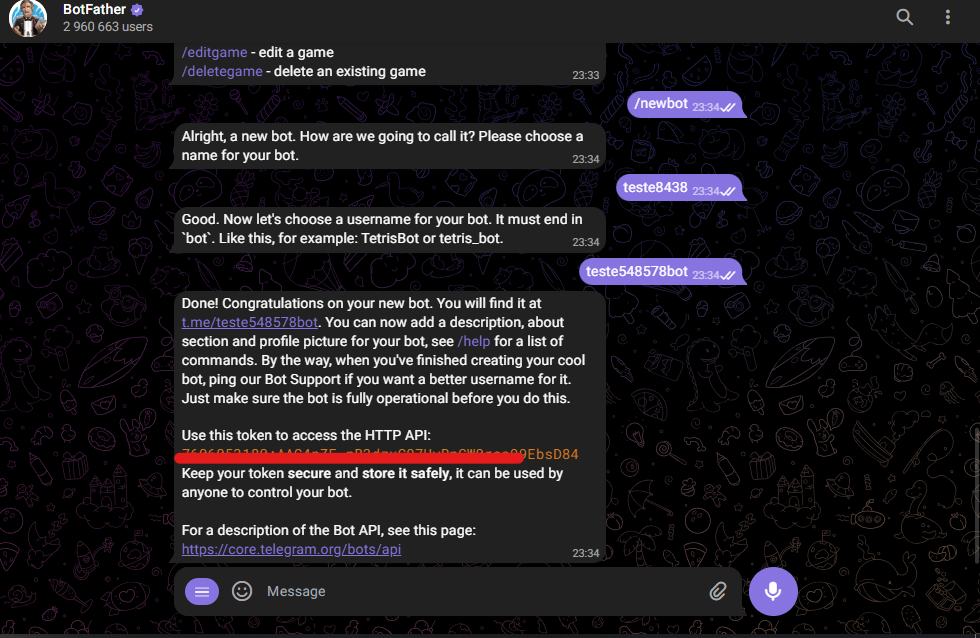 BotFather
2 960 663 users
/editgame - edit a game
/deletegame - delete an existing game
23:33
/newbot 23:34
Alright, a new bot. How are we going to call it? Please choose a
name for your bot.
23:34
teste8438 23:34
Good. Now let's choose a username for your bot. It must end in
`bot`. Like this, for example: TetrisBot or tetris_bot.
23:34
teste548578bot 23:34
Done! Congratulations on your new bot. You will find it at
t.me/teste548578bot. You can now add a description, about
section and profile picture for your bot, see /help for a list of
commands. By the way, when you've finished creating your cool
bot, ping our Bot Support if you want a better username for it.
Just make sure the bot is fully operational before you do this.
Use this token to access the HTTP API:
EbsD84
Keep your token secure and store it safely, it can be used by
anyone to control your bot.
For a description of the Bot API, see this page:
https://core.telegram.org/bots/api
23:34
Message